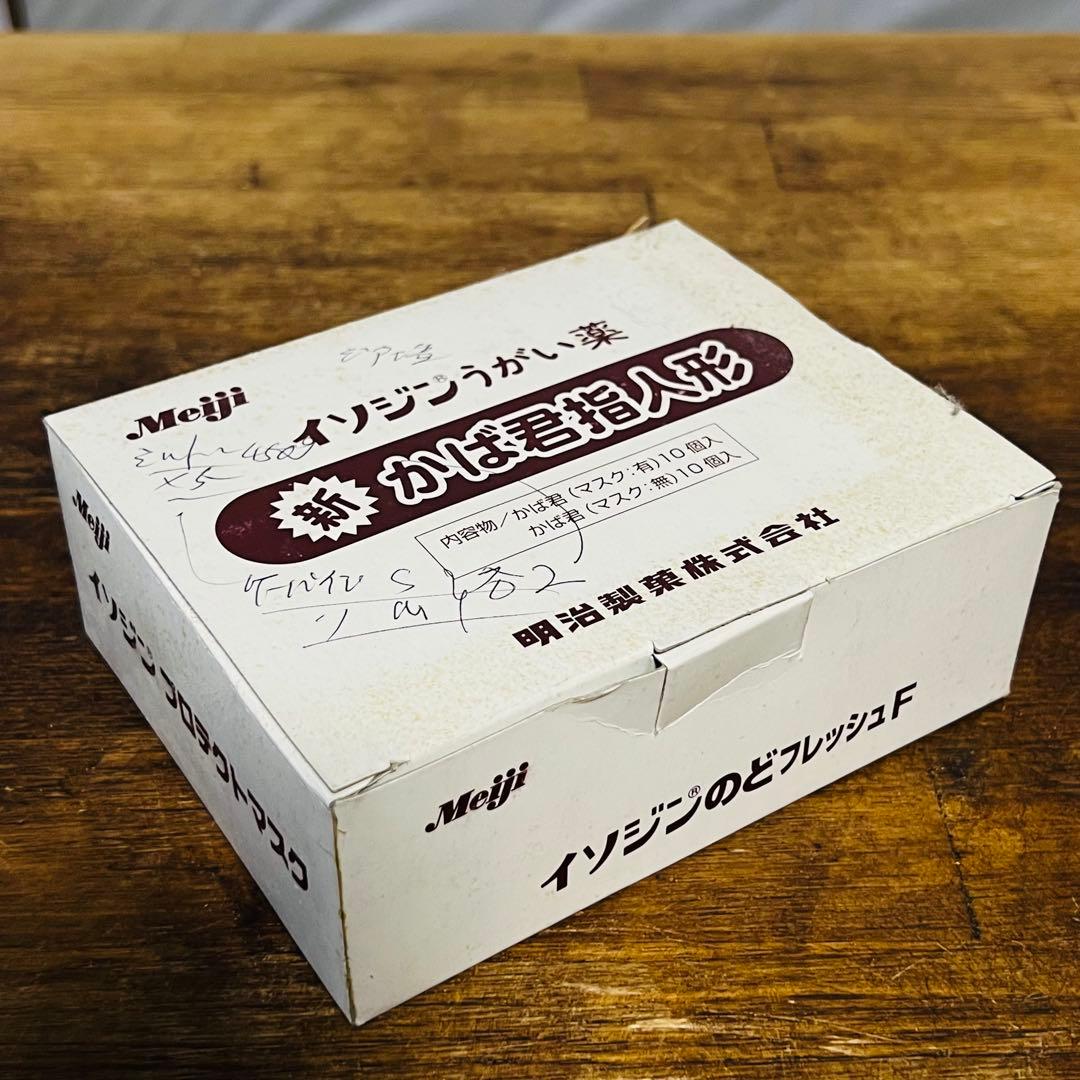 Meiji
イソジン®うがい薬
新 かば君指人形
内容物/かば君(マスク:有)10個入
かば君(マスク:無)10個入
明治製菓株式会社
Meiji
イソジン® プロテクトマスク
Meiji
イソジン®のどフレッシュF